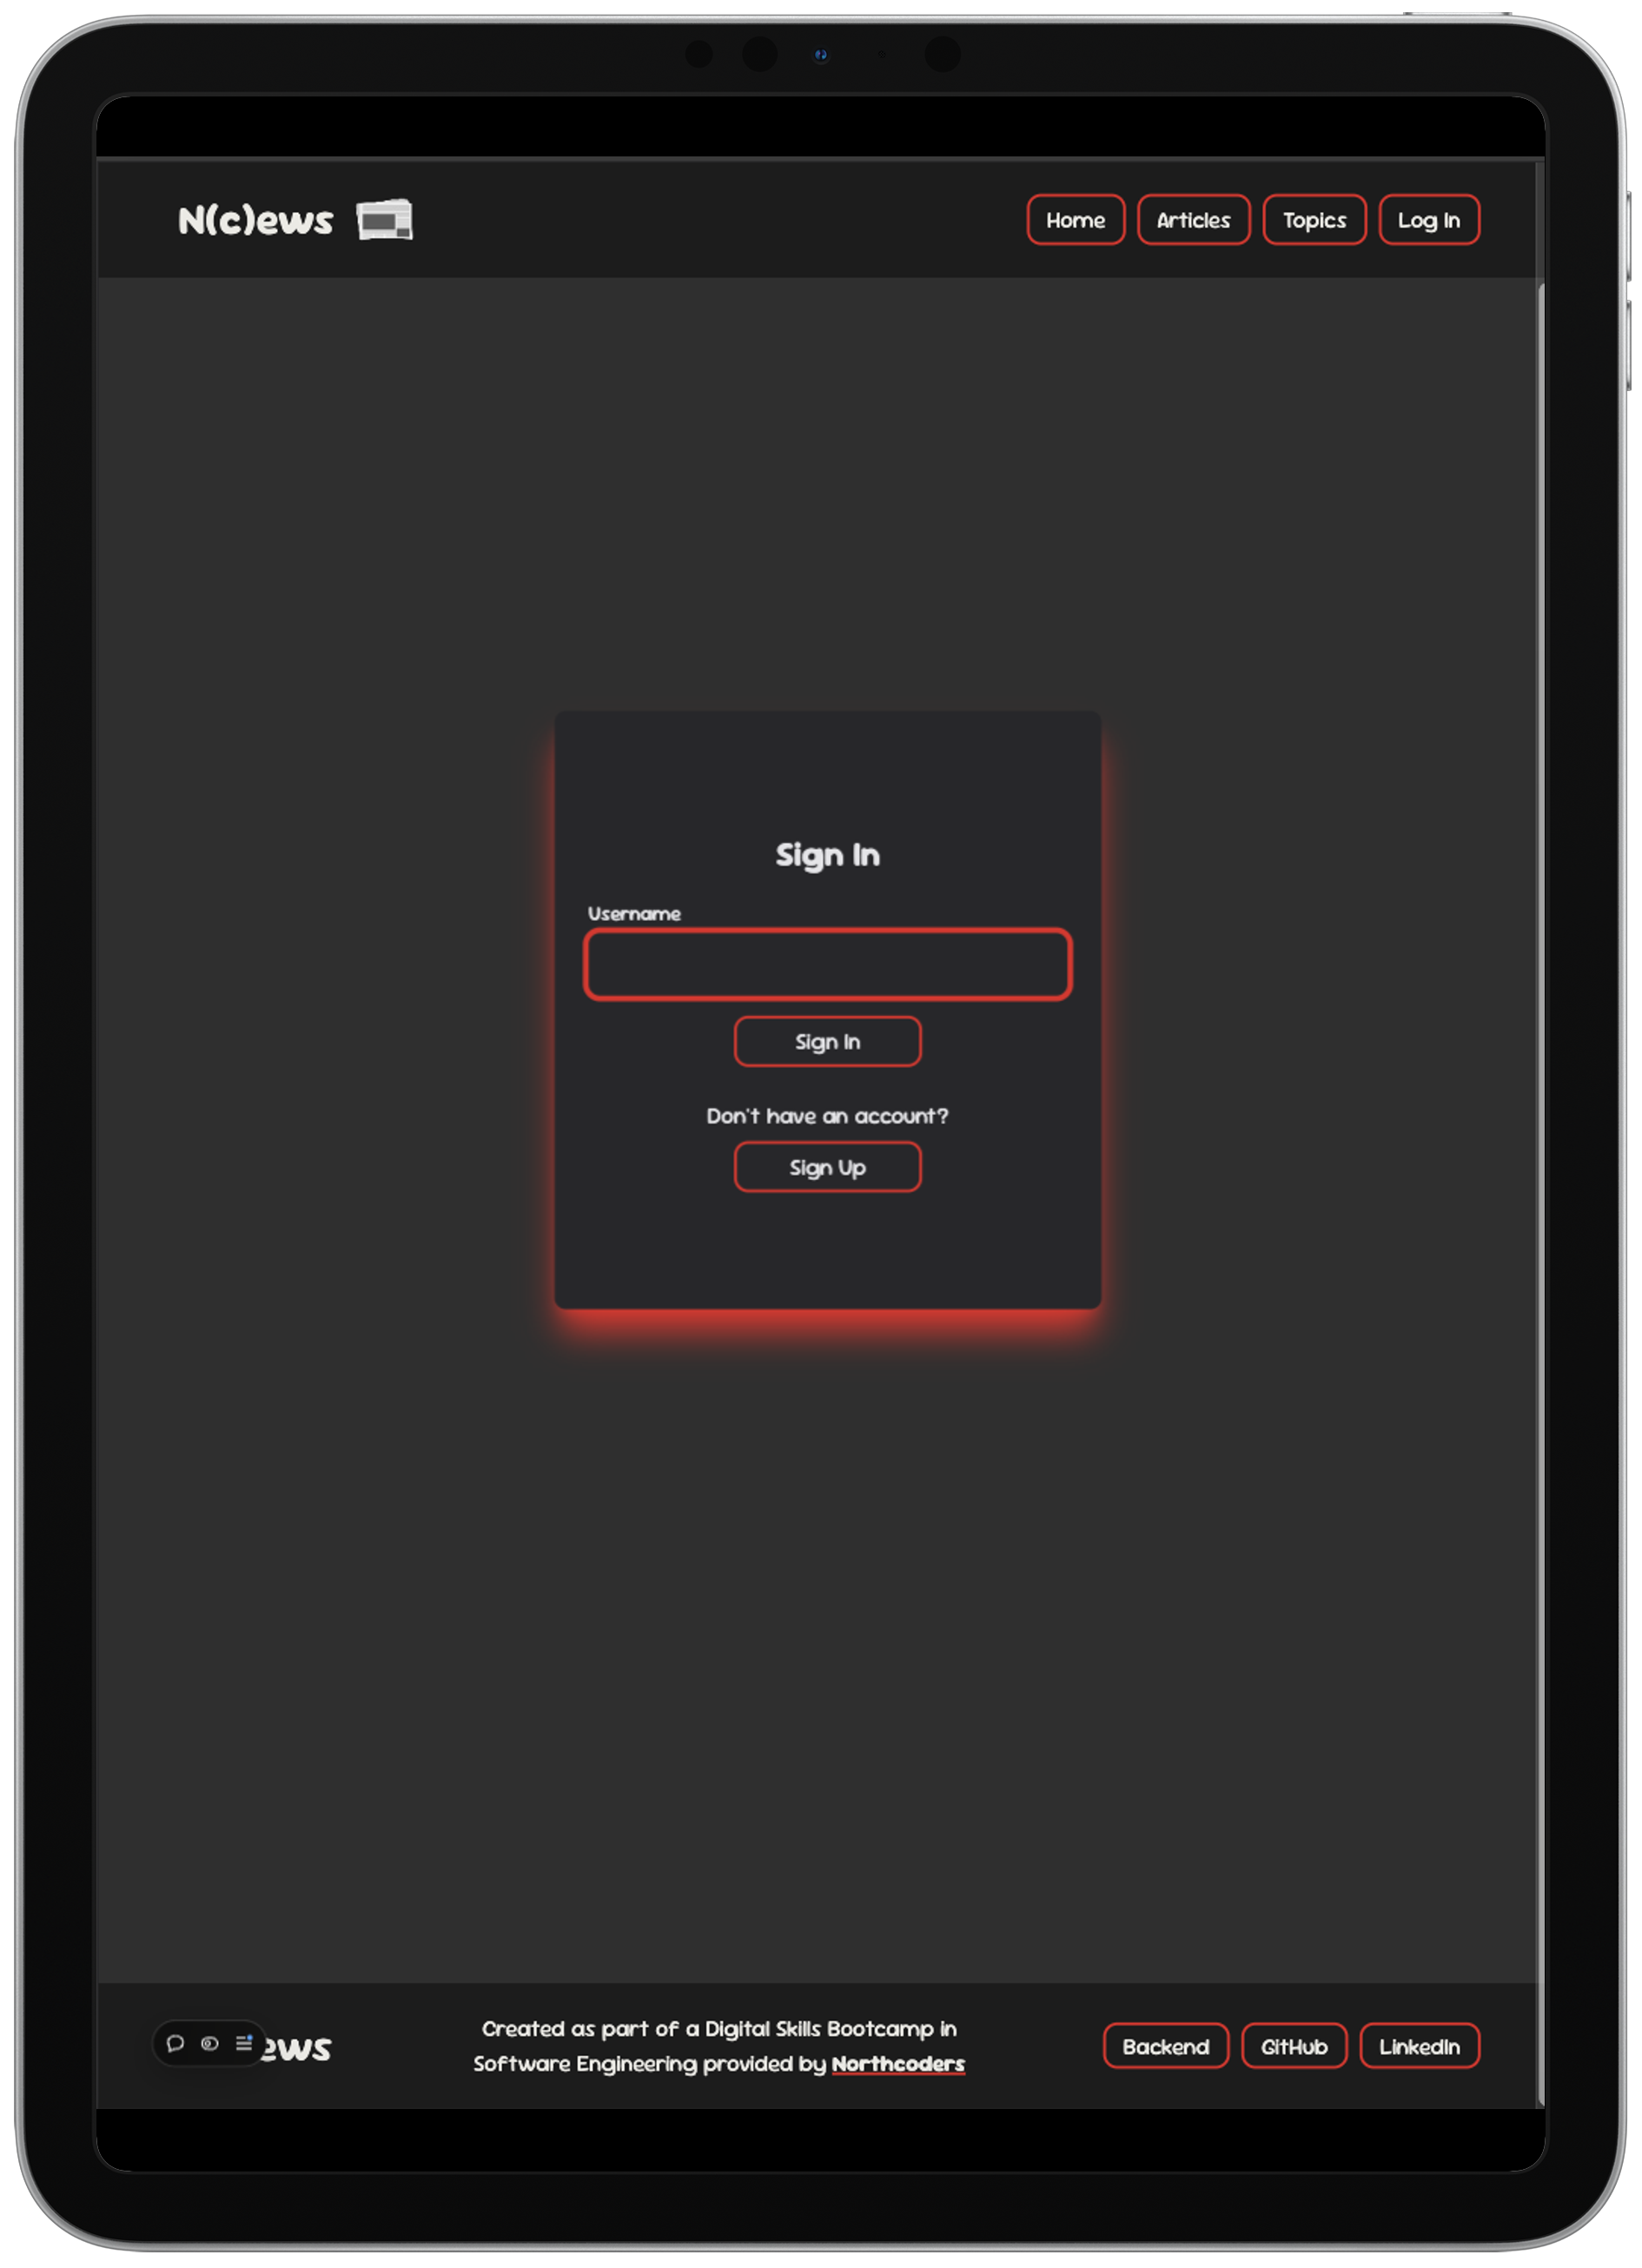 N(c)ews
Home
Articles
Topics
Log In
Sign In
Username
Sign In
Don't have an account?
Sign Up
ews
Created as part of a Digital Skills Bootcamp in
Software Engineering provided by Northcoders
Backend
GitHub
LinkedIn